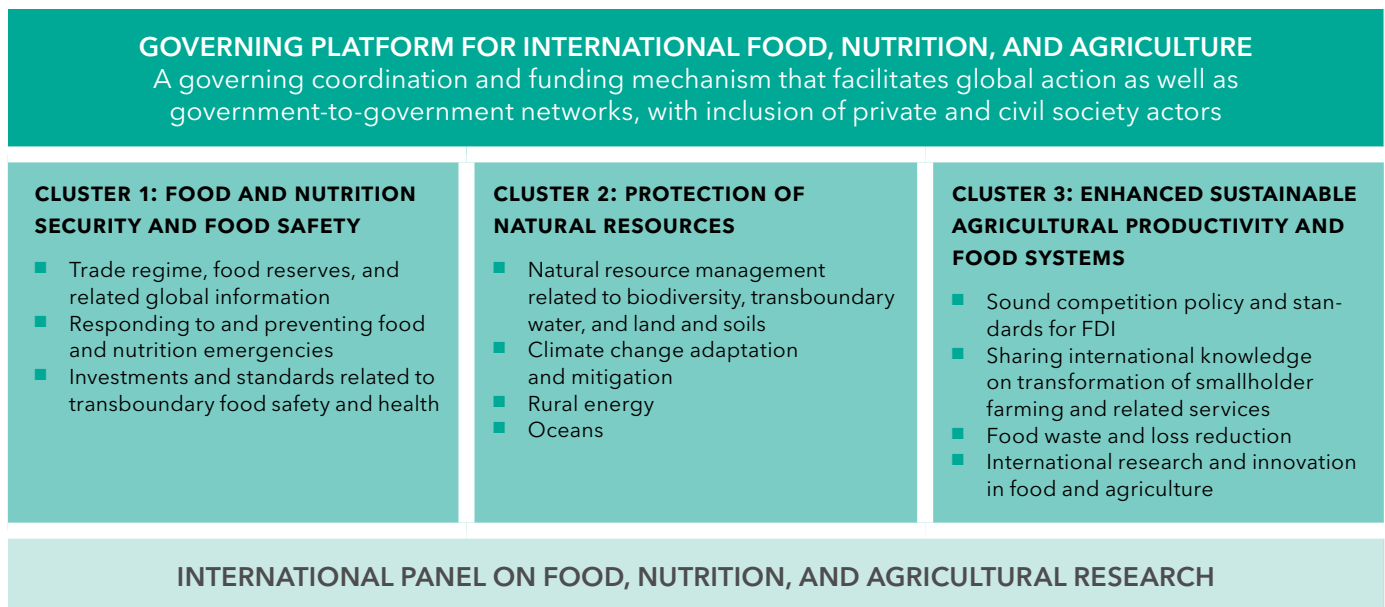 GOVERNING PLATFORM FOR INTERNATIONAL FOOD, NUTRITION, AND AGRICULTURE
A governing coordination and funding mechanism that facilitates global action as well as
government-to-government networks, with inclusion of private and civil society actors
CLUSTER 1: FOOD AND NUTRITION
SECURITY AND FOOD SAFETY
■ Trade regime, food reserves, and
related global information
■ Responding to and preventing food
and nutrition emergencies
■ Investments and standards related to
transboundary food safety and health
CLUSTER 2: PROTECTION OF
NATURAL RESOURCES
■ Natural resource management
related to biodiversity, transboundary
water, and land and soils
■ Climate change adaptation
and mitigation
■ Rural energy
■ Oceans
CLUSTER 3: ENHANCED SUSTAINABLE
AGRICULTURAL PRODUCTIVITY AND
FOOD SYSTEMS
■ Sound competition policy and stan-
dards for FDI
■ Sharing international knowledge
on transformation of smallholder
farming and related services
■ Food waste and loss reduction
■ International research and innovation
in food and agriculture
INTERNATIONAL PANEL ON FOOD, NUTRITION, AND AGRICULTURAL RESEARCH